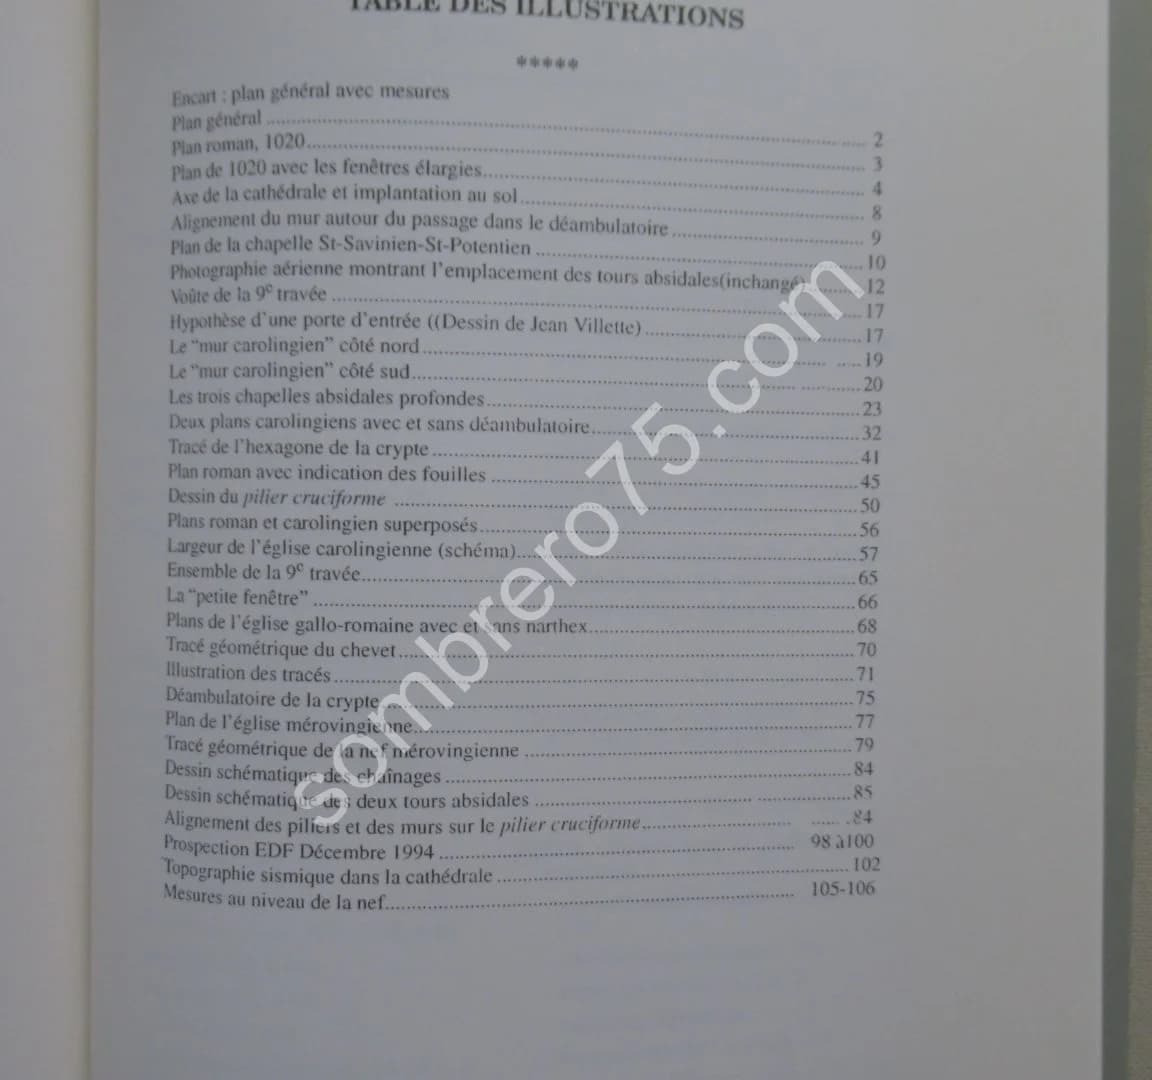 TABLE DES ILLUSTRATIONS
*****
Encart : plan général avec mesures
Plan général ........ 2
Plan roman, 1020........ 3
Plan de 1020 avec les fenêtres élargies........ 4
Axe de la cathédrale et implantation au sol........ 8
Alignement du mur autour du passage dans le déambulatoire ........ 9
Plan de la chapelle St-Savinien-St-Potentien ........ 10
Photographie aérienne montrant l'emplacement des tours absidales(inchangé) ........ 12
Voûte de la 9e travée ........ 17
Hypothèse d'une porte d'entrée ((Dessin de Jean Villette) ........ 17
Le "mur carolingien" côté nord ........ 19
Le "mur carolingien" côté sud........ 20
Les trois chapelles absidales profondes........ 23
Deux plans carolingiens avec et sans déambulatoire........ 32
Tracé de l'hexagone de la crypte ........ 41
Plan roman avec indication des fouilles ........ 45
Dessin du pilier cruciforme ........ 50
Plans roman et carolingien superposés........ 56
Largeur de l'église carolingienne (schéma)........ 57
Ensemble de la 9e travée........ 65
La "petite fenêtre" ........ 66
Plans de l'église gallo-romaine avec et sans narthex........ 68
Tracé géométrique du chevet ........ 70
Illustration des tracés ........ 71
Déambulatoire de la crypte ........ 75
Plan de l'église mérovingienne........ 77
Tracé géométrique de la nef mérovingienne ........ 79
Dessin schématique des chaînages ........ 84
Dessin schématique des deux tours absidales ........ 85
Alignement des piliers et des murs sur le pilier cruciforme........ 84
Prospection EDF Décembre 1994 ........ 98 à100
Topographie sismique dans la cathédrale ........ 102
Mesures au niveau de la nef........ 105-106
sombrero75.com